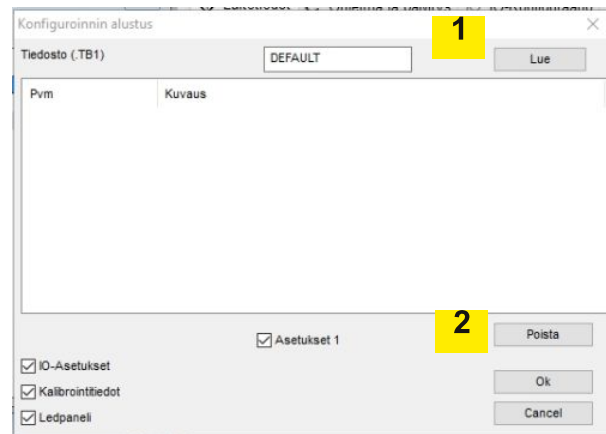 Konfiguroinnin alustus
1
Tiedosto (.TB1)
DEFAULT
Lue
Pvm
Kuvaus
2
Poista
Asetukset 1
IO-Asetukset
Kalibrointitiedot
Ledpaneli
Ok
Cancel